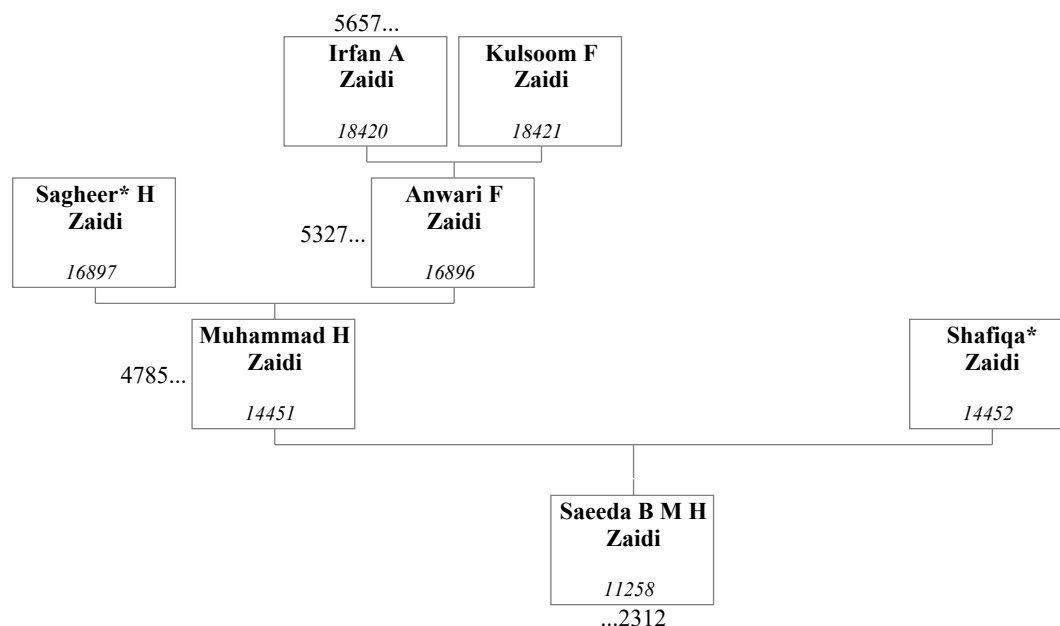 5657...
Irfan A
Zaidi
18420
Kulsoom F
Zaidi
18421
Sagheer* H
Zaidi
16897
5327...
Anwari F
Zaidi
16896
4785...
Muhammad H
Zaidi
14451
Shafiqa*
Zaidi
14452
Saeeda B M H
Zaidi
11258
...2312